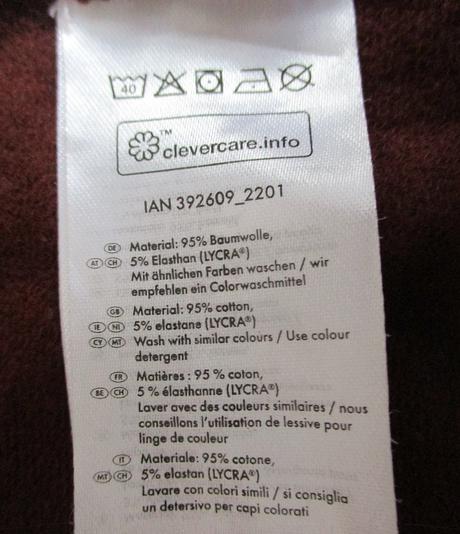 40
™
clevercare.info
IAN 392609_2201
DE Material: 95% Baumwolle,
AT CH 5% Elasthan (LYCRA®)
Mit ähnlichen Farben waschen / wir
empfehlen ein Colorwaschmittel
GB Material: 95% cotton,
IE NI 5% elastane (LYCRA®)
CY MT Wash with similar colours / Use colour
detergent
FR Matières : 95 % coton,
BE CH 5 % élasthanne (LYCRA®)
Laver avec des couleurs similaires / nous
conseillons l'utilisation de lessive pour
linge de couleur
IT Materiale: 95% cotone,
MT CH 5% elastan (LYCRA®)
Lavare con colori simili / si consiglia
un detersivo per capi colorati